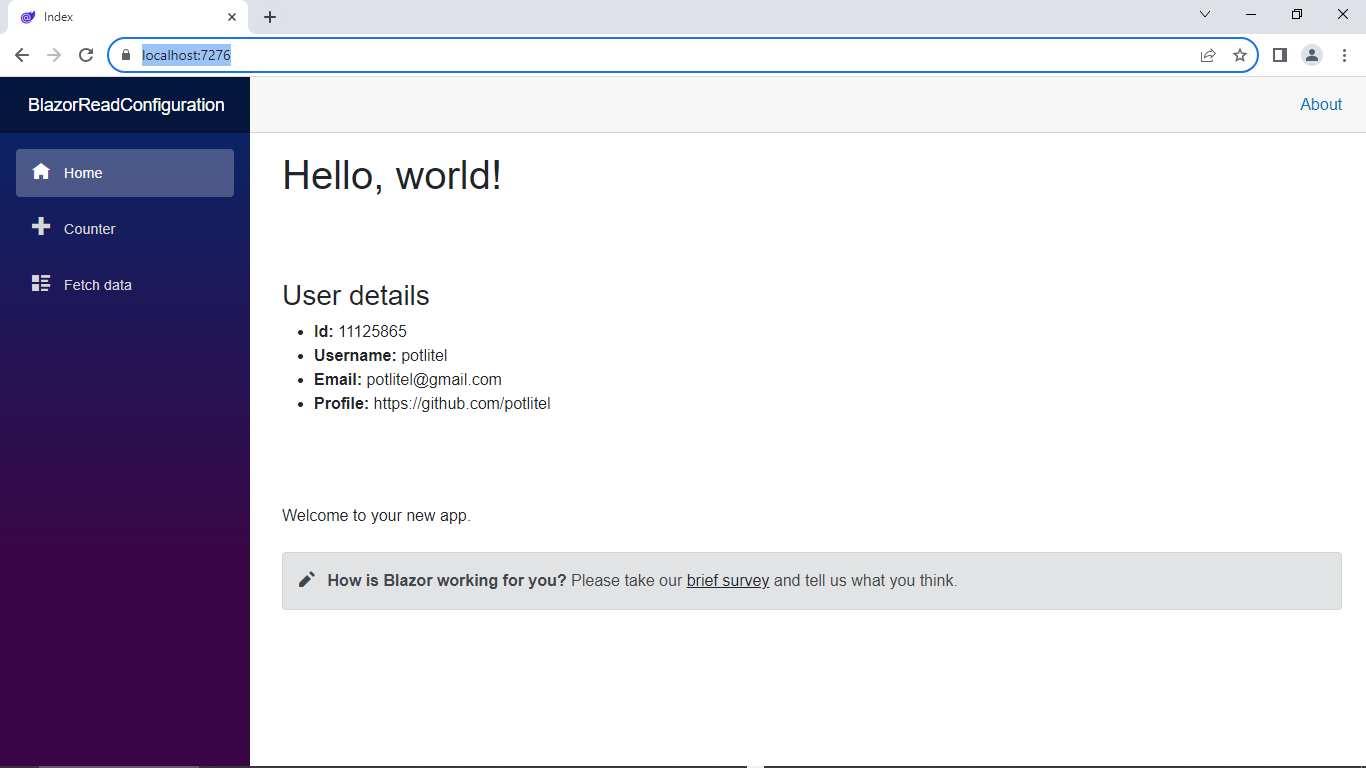 Index
localhost:7276
BlazorReadConfiguration
About
Home
Counter
Fetch data
Hello, world!
User details
Id: 11125865
Username: potlitel
Email: potlitel@gmail.com
Profile: https://github.com/potlitel
Welcome to your new app.
How is Blazor working for you? Please take our brief survey and tell us what you think.